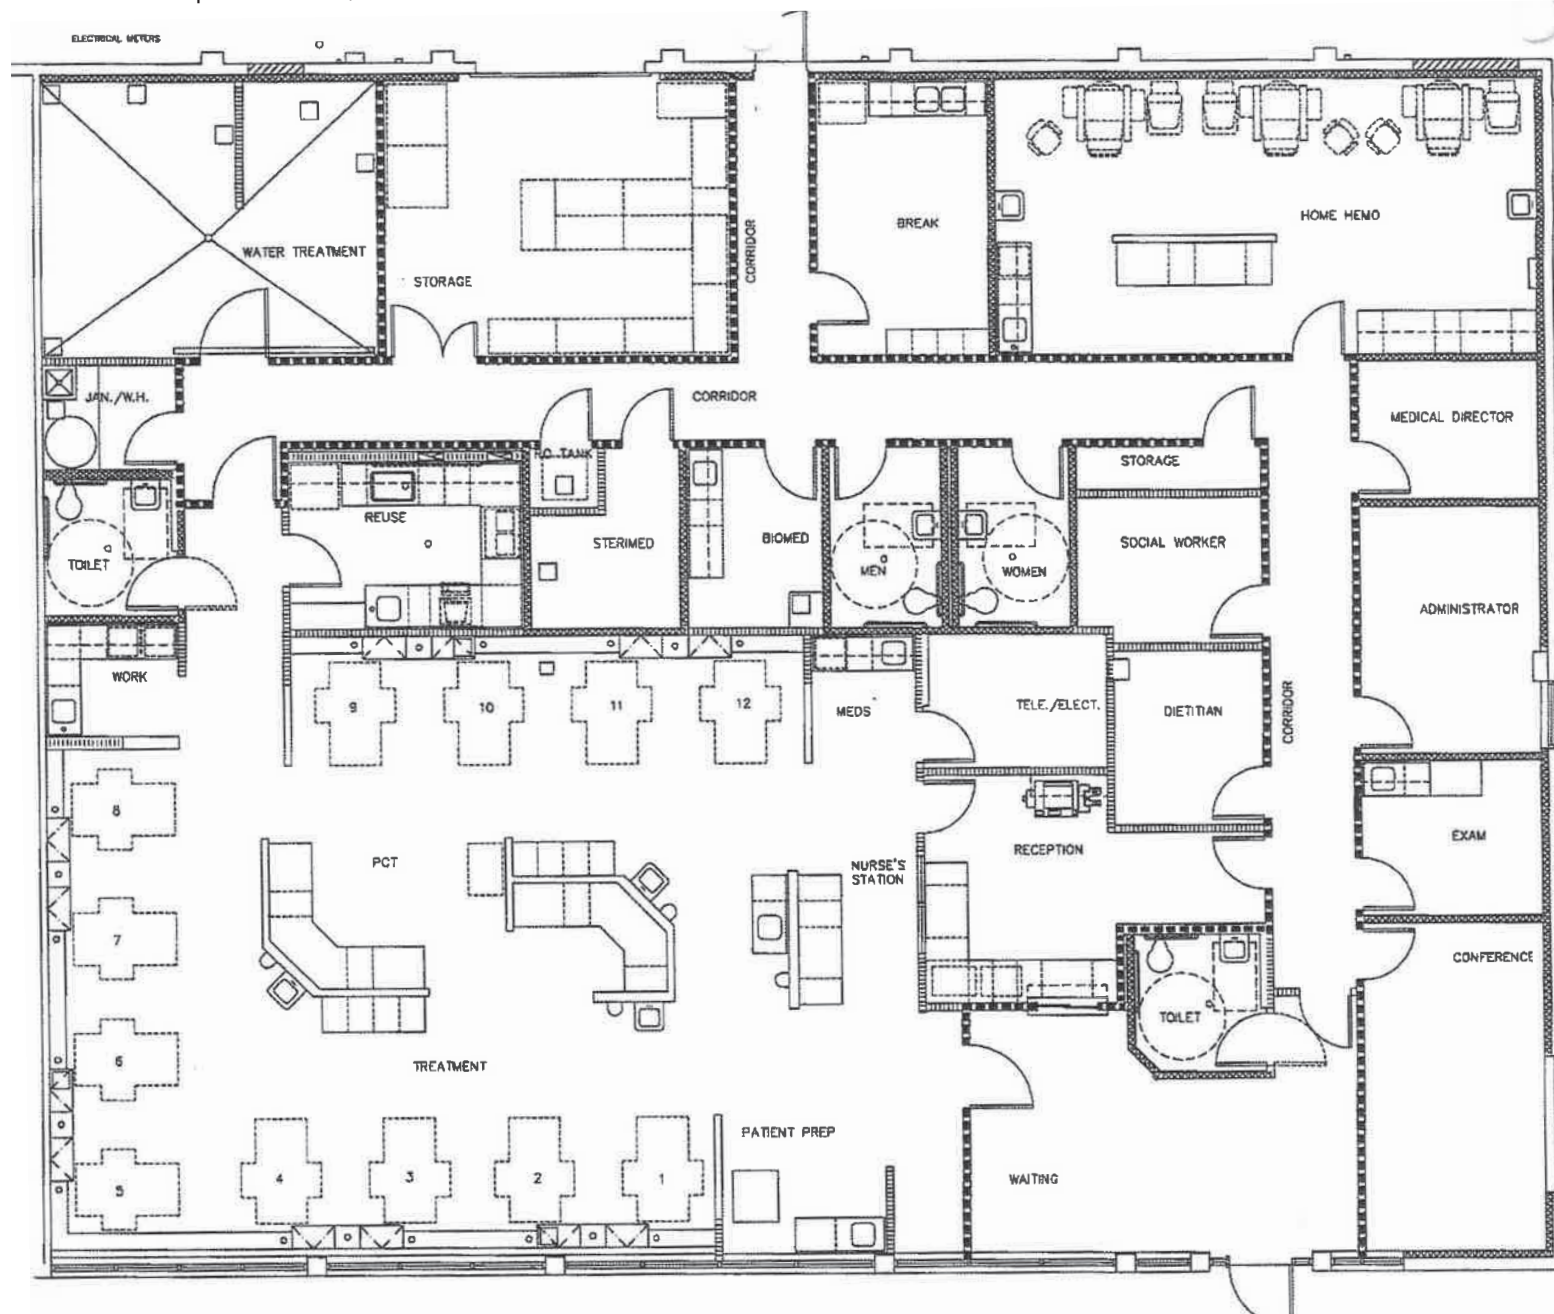 ELECTRICAL METERS
WATER TREATMENT
STORAGE
CORRIDOR
BREAK
HOME HEMO
JAN./W.H.
CORRIDOR
MEDICAL DIRECTOR
R.O. TANK
STORAGE
REUSE
STERIMED
BIOMED
MEN
WOMEN
SOCIAL WORKER
TOILET
ADMINISTRATOR
WORK
9
10
11
12
MEDS
TELE./ELECT.
DIETITIAN
CORRIDOR
8
PCT
NURSE'S
STATION
RECEPTION
EXAM
7
CONFERENCE
TOILET
6
TREATMENT
PATIENT PREP
5
4
3
2
1
WAITING